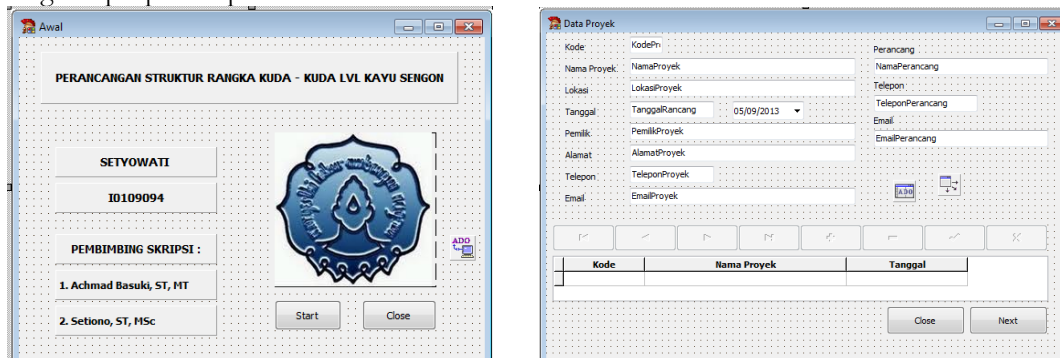 Awal
PERANCANGAN STRUKTUR RANGKA KUDA - KUDA LVL KAYU SENGON
SETYOWATI
I0109094
PEMBIMBING SKRIPSI :
1. Achmad Basuki, ST, MT
2. Setiono, ST, MSc
ADO
Start Close
Data Proyek
Kode KodePr
Nama Proyek NamaProyek
Lokasi LokasiProyek
Tanggal TanggalRancang 05/09/2013
Pemilik PemilikProyek
Alamat AlamatProyek
Telepon TeleponProyek
Email EmailProyek
Perancang
NamaPerancang
Telepon
TeleponPerancang
Email
EmailPerancang
ADO
Kode Nama Proyek Tanggal
Close Next